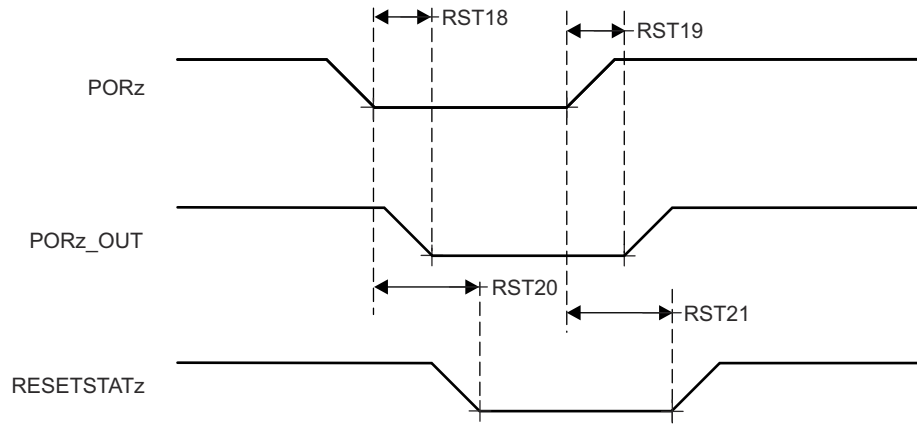 RST18
RST19
PORz
PORz_OUT
RST20
RST21
RESETSTATz